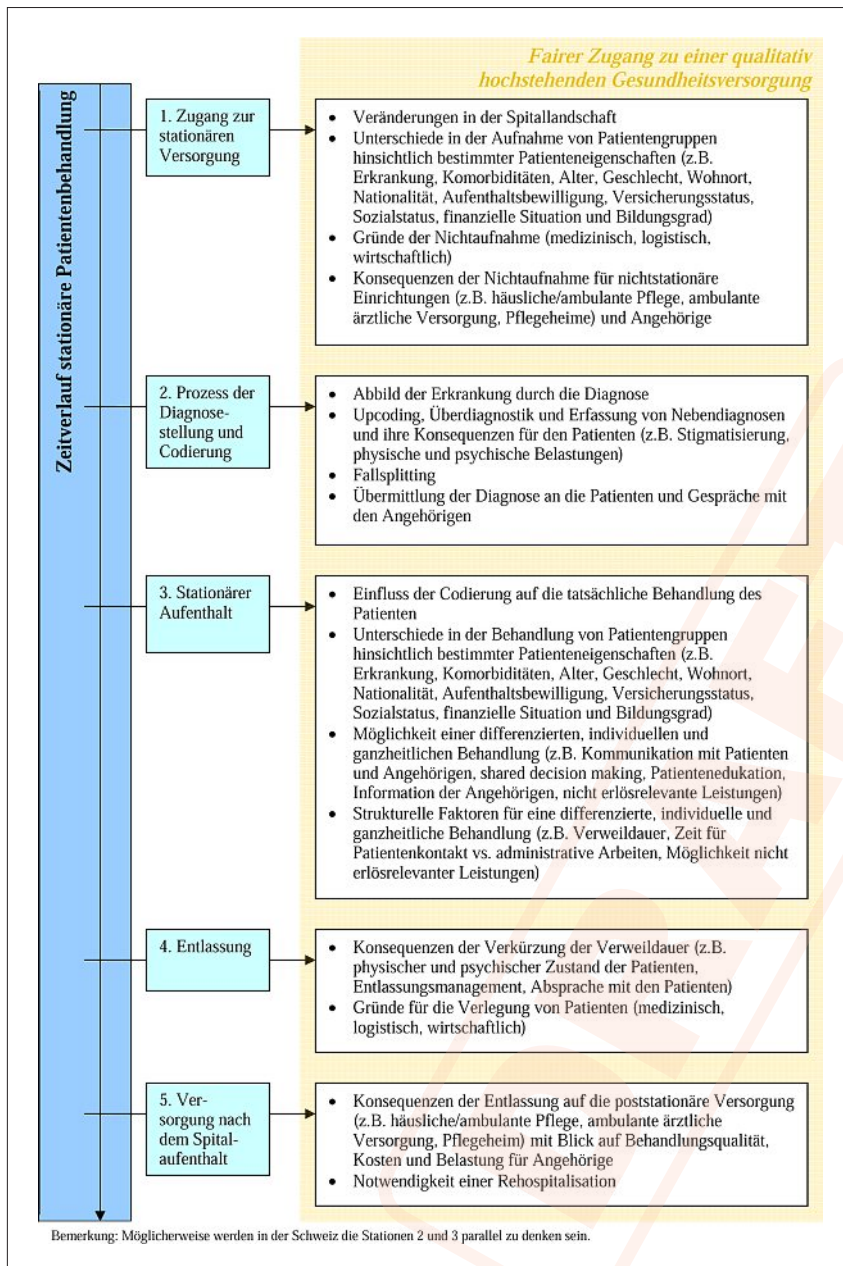 Fairer Zugang zu einer qualitativ
hochstehenden Gesundheitsversorgung
Zeitverlauf stationäre Patientenbehandlung
1. Zugang zur
stationären
Versorgung
• Veränderungen in der Spitallandschaft
• Unterschiede in der Aufnahme von Patientengruppen
hinsichtlich bestimmter Patienteneigenschaften (z.B.
Erkrankung, Komorbiditäten, Alter, Geschlecht, Wohnort,
Nationalität, Aufenthaltsbewilligung, Versicherungsstatus,
Sozialstatus, finanzielle Situation und Bildungsgrad)
• Gründe der Nichtaufnahme (medizinisch, logistisch,
wirtschaftlich)
• Konsequenzen der Nichtaufnahme für nichtstationäre
Einrichtungen (z.B. häusliche/ambulante Pflege, ambulante
ärztliche Versorgung, Pflegeheime) und Angehörige
2. Prozess der
Diagnose-
stellung und
Codierung
• Abbild der Erkrankung durch die Diagnose
• Upcoding, Überdiagnostik und Erfassung von Nebendiagnosen
und ihre Konsequenzen für den Patienten (z.B. Stigmatisierung,
physische und psychische Belastungen)
• Fallsplitting
• Übermittlung der Diagnose an die Patienten und Gespräche mit
den Angehörigen
3. Stationärer
Aufenthalt
• Einfluss der Codierung auf die tatsächliche Behandlung des
Patienten
• Unterschiede in der Behandlung von Patientengruppen
hinsichtlich bestimmter Patienteneigenschaften (z.B.
Erkrankung, Komorbiditäten, Alter, Geschlecht, Wohnort,
Nationalität, Aufenthaltsbewilligung, Versicherungsstatus,
Sozialstatus, finanzielle Situation und Bildungsgrad)
• Möglichkeit einer differenzierten, individuellen und
ganzheitlichen Behandlung (z.B. Kommunikation mit Patienten
und Angehörigen, shared decision making, Patientenedukation,
Information der Angehörigen, nicht erlösrelevante Leistungen)
• Strukturelle Faktoren für eine differenzierte, individuelle und
ganzheitliche Behandlung (z.B. Verweildauer, Zeit für
Patientenkontakt vs. administrative Arbeiten, Möglichkeit nicht
erlösrelevanter Leistungen)
4. Entlassung
• Konsequenzen der Verkürzung der Verweildauer (z.B.
physischer und psychischer Zustand der Patienten,
Entlassungsmanagement, Absprache mit den Patienten)
• Gründe für die Verlegung von Patienten (medizinisch,
logistisch, wirtschaftlich)
5. Ver-
sorgung nach
dem Spital-
aufenthalt
• Konsequenzen der Entlassung auf die poststationäre Versorgung
(z.B. häusliche/ambulante Pflege, ambulante ärztliche
Versorgung, Pflegeheim) mit Blick auf Behandlungsqualität,
Kosten und Belastung für Angehörige
• Notwendigkeit einer Rehospitalisation
Bemerkung: Möglicherweise werden in der Schweiz die Stationen 2 und 3 parallel zu denken sein.